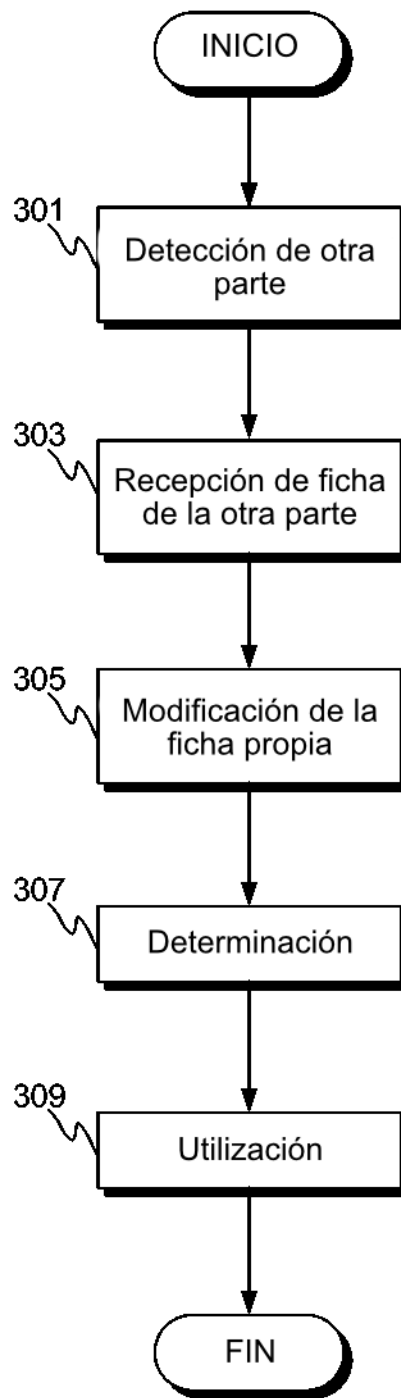 INICIO
301
Detección de otra
parte
303
Recepción de ficha
de la otra parte
305
Modificación de la
ficha propia
307
Determinación
309
Utilización
FIN